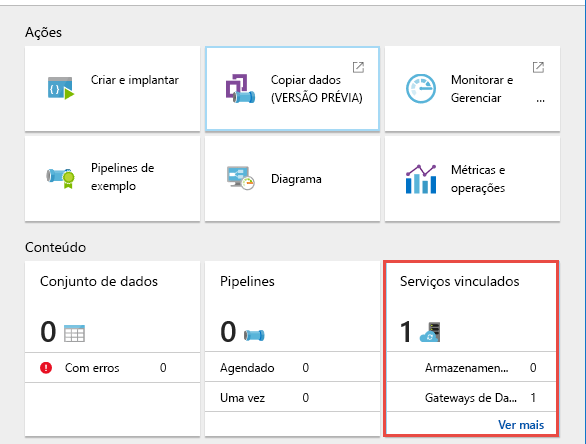 Ações
Criar e implantar
Copiar dados
(VERSÃO PRÉVIA)
Monitorar e
Gerenciar ...
Pipelines de
exemplo
Diagrama
Métricas e
operações
Conteúdo
Conjunto de dados
0
Com erros 0
Pipelines
0
Agendado 0
Uma vez 0
Serviços vinculados
1
Armazenamen... 0
Gateways de Da... 1
Ver mais